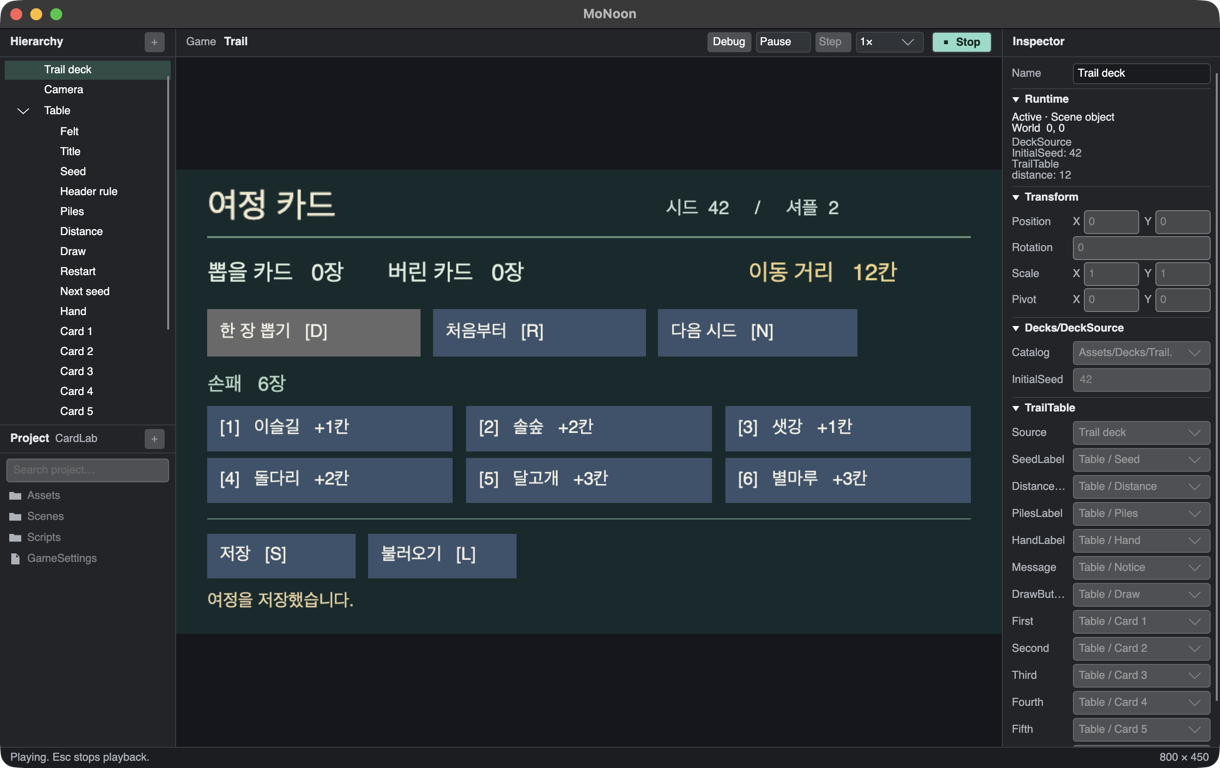 MoNoon
Hierarchy +
Trail deck
Camera
Table
Felt
Title
Seed
Header rule
Piles
Distance
Draw
Restart
Next seed
Hand
Card 1
Card 2
Card 3
Card 4
Card 5
Project CardLab +
Search project...
Assets
Scenes
Scripts
GameSettings
Game Trail
Debug Pause Step 1× Stop
여정 카드
시드 42 / 셔플 2
뽑을 카드 0장 버린 카드 0장 이동 거리 12칸
한 장 뽑기 [D] 처음부터 [R] 다음 시드 [N]
손패 6장
[1] 이슬길 +1칸 [2] 솔숲 +2칸 [3] 샛강 +1칸
[4] 돌다리 +2칸 [5] 달고개 +3칸 [6] 별마루 +3칸
저장 [S] 불러오기 [L]
여정을 저장했습니다.
Inspector
Name Trail deck
Runtime
Active · Scene object
World 0, 0
DeckSource
InitialSeed: 42
TrailTable
distance: 12
Transform
Position X 0 Y 0
Rotation 0
Scale X 1 Y 1
Pivot X 0 Y 0
Decks/DeckSource
Catalog Assets/Decks/Trail.
InitialSeed 42
TrailTable
Source Trail deck
SeedLabel Table / Seed
Distance... Table / Distance
PilesLabel Table / Piles
HandLabel Table / Hand
Message Table / Notice
DrawBut... Table / Draw
First Table / Card 1
Second Table / Card 2
Third Table / Card 3
Fourth Table / Card 4
Fifth Table / Card 5
Playing. Esc stops playback.
800 × 450